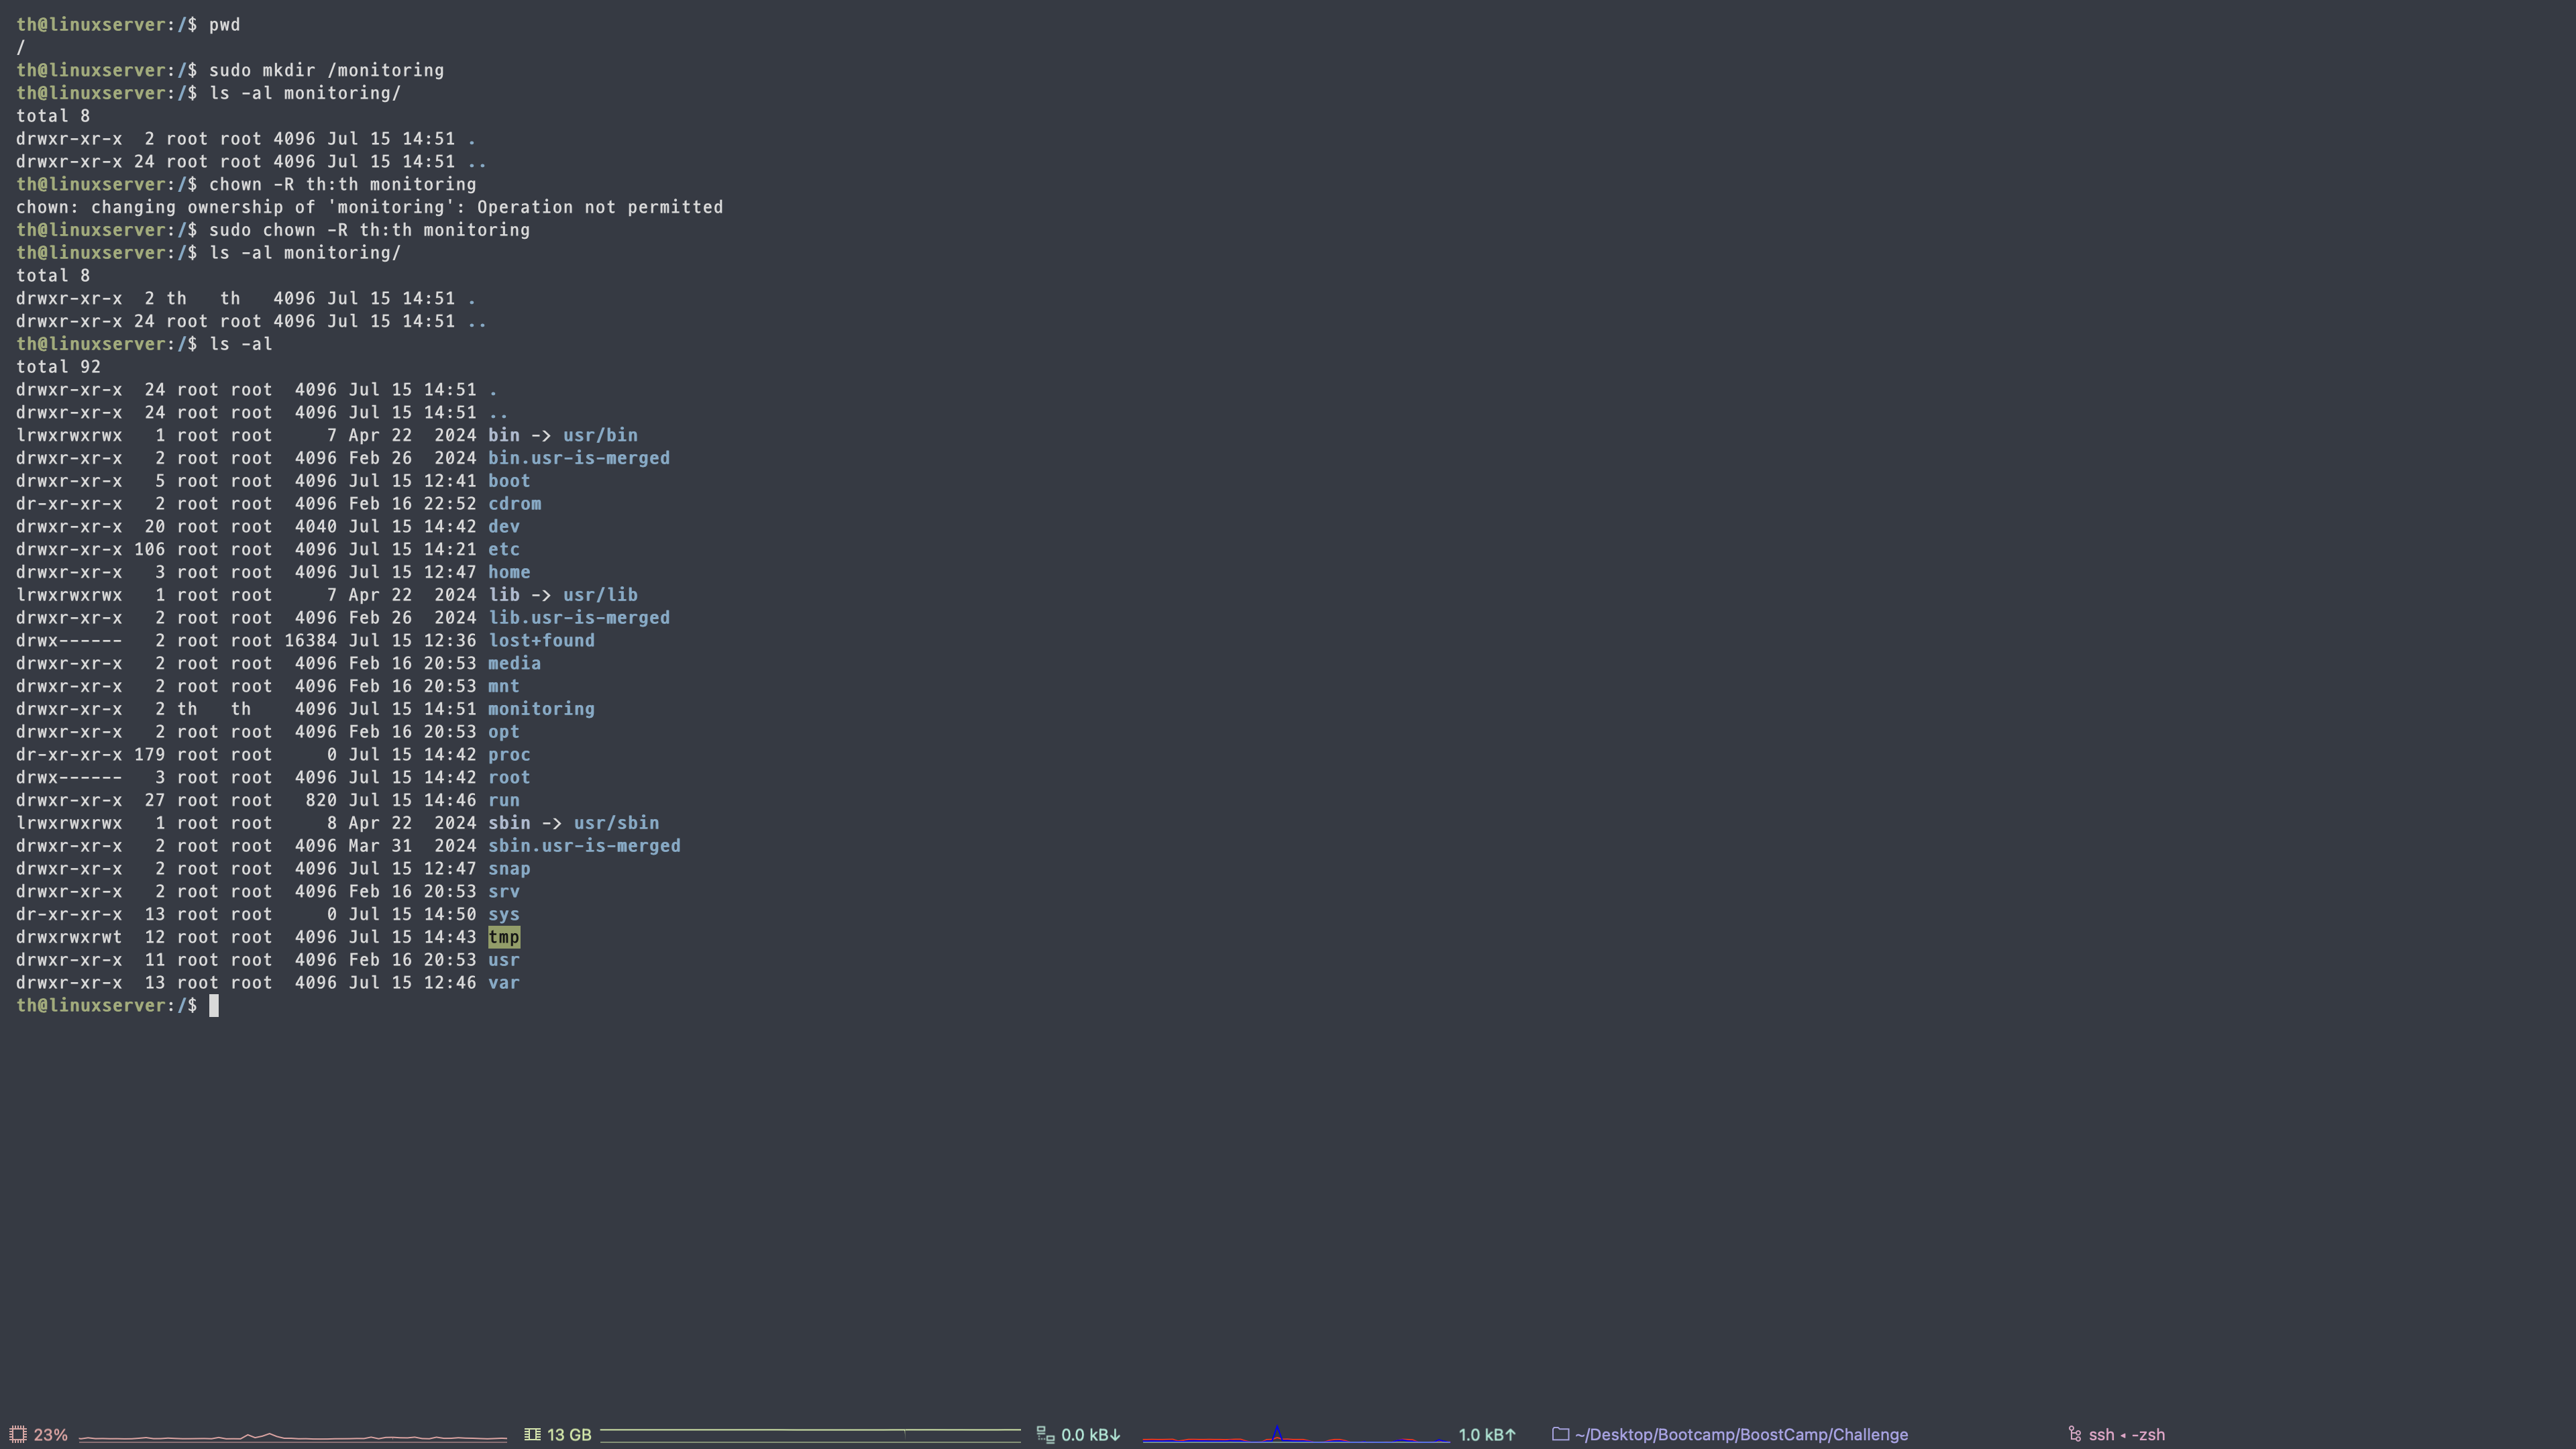 th@linuxserver:/$ pwd
/
th@linuxserver:/$ sudo mkdir /monitoring
th@linuxserver:/$ ls -al monitoring/
total 8
drwxr-xr-x  2 root root 4096 Jul 15 14:51 .
drwxr-xr-x 24 root root 4096 Jul 15 14:51 ..
th@linuxserver:/$ chown -R th:th monitoring
chown: changing ownership of 'monitoring': Operation not permitted
th@linuxserver:/$ sudo chown -R th:th monitoring
th@linuxserver:/$ ls -al monitoring/
total 8
drwxr-xr-x  2 th   th   4096 Jul 15 14:51 .
drwxr-xr-x 24 root root 4096 Jul 15 14:51 ..
th@linuxserver:/$ ls -al
total 92
drwxr-xr-x  24 root root  4096 Jul 15 14:51 .
drwxr-xr-x  24 root root  4096 Jul 15 14:51 ..
lrwxrwxrwx   1 root root     7 Apr 22  2024 bin -> usr/bin
drwxr-xr-x   2 root root  4096 Feb 26  2024 bin.usr-is-merged
drwxr-xr-x   5 root root  4096 Jul 15 12:41 boot
dr-xr-xr-x   2 root root  4096 Feb 16 22:52 cdrom
drwxr-xr-x  20 root root  4040 Jul 15 14:42 dev
drwxr-xr-x 106 root root  4096 Jul 15 14:21 etc
drwxr-xr-x   3 root root  4096 Jul 15 12:47 home
lrwxrwxrwx   1 root root     7 Apr 22  2024 lib -> usr/lib
drwxr-xr-x   2 root root  4096 Feb 26  2024 lib.usr-is-merged
drwx------   2 root root 16384 Jul 15 12:36 lost+found
drwxr-xr-x   2 root root  4096 Feb 16 20:53 media
drwxr-xr-x   2 root root  4096 Feb 16 20:53 mnt
drwxr-xr-x   2 th   th    4096 Jul 15 14:51 monitoring
drwxr-xr-x   2 root root  4096 Feb 16 20:53 opt
dr-xr-xr-x 179 root root     0 Jul 15 14:42 proc
drwx------   3 root root  4096 Jul 15 14:42 root
drwxr-xr-x  27 root root   820 Jul 15 14:46 run
lrwxrwxrwx   1 root root     8 Apr 22  2024 sbin -> usr/sbin
drwxr-xr-x   2 root root  4096 Mar 31  2024 sbin.usr-is-merged
drwxr-xr-x   2 root root  4096 Jul 15 12:47 snap
drwxr-xr-x   2 root root  4096 Feb 16 20:53 srv
dr-xr-xr-x  13 root root     0 Jul 15 14:50 sys
drwxrwxrwt  12 root root  4096 Jul 15 14:43 tmp
drwxr-xr-x  11 root root  4096 Feb 16 20:53 usr
drwxr-xr-x  13 root root  4096 Jul 15 12:46 var
th@linuxserver:/$
23% 13 GB 0.0 kB↓ 1.0 kB↑ ~/Desktop/Bootcamp/BoostCamp/Challenge ssh ◂ -zsh